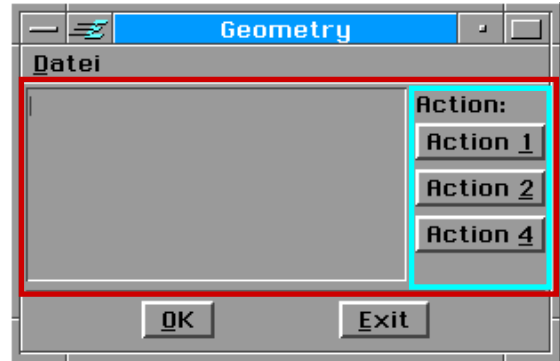 Geometry
Datei
Action:
Action 1
Action 2
Action 4
OK
Exit